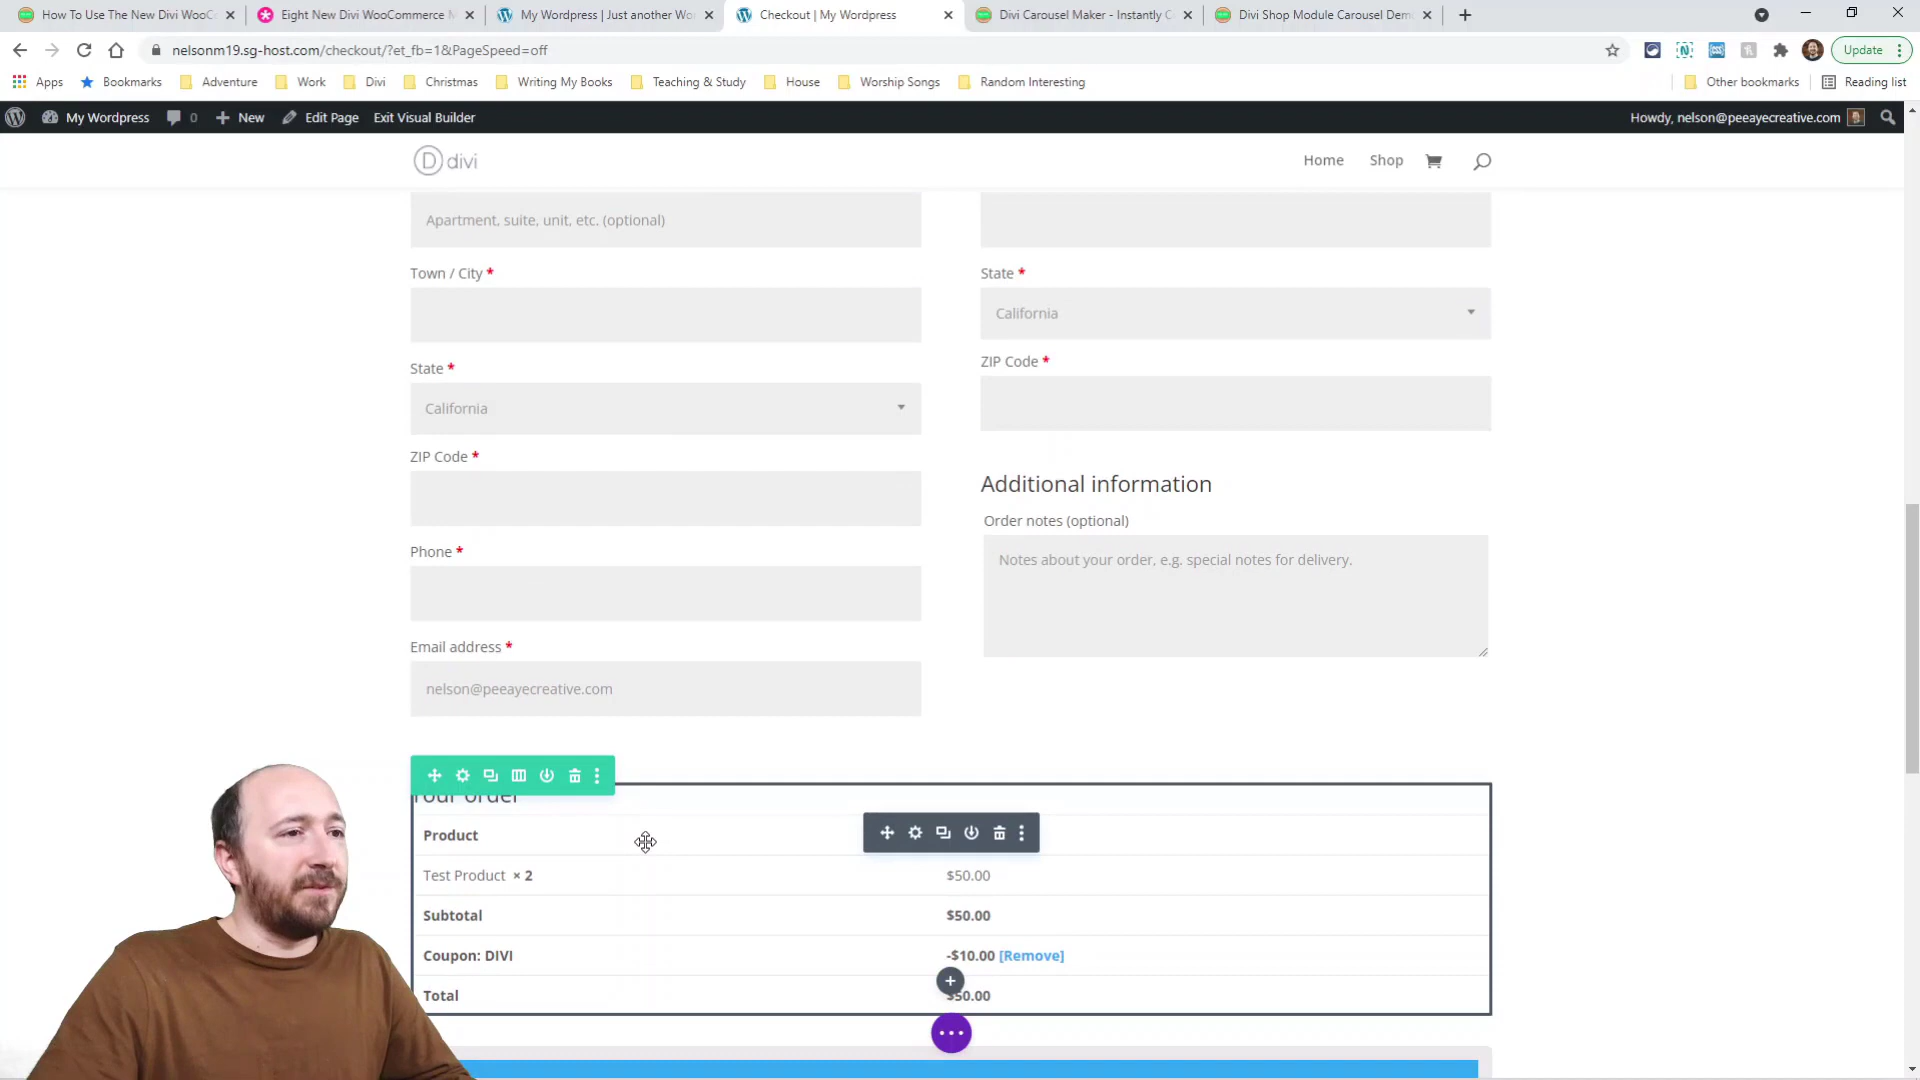 How To Use The New Divi WooC
Eight New Divi WooCommerce M
My Wordpress | Just another Wor
Checkout | My Wordpress
Divi Carousel Maker - Instantly C
Divi Shop Module Carousel Dem
nelsonm19.sg-host.com/checkout/?et_fb=1&PageSpeed=off
Update
Apps
Bookmarks
Adventure
Work
Divi
Christmas
Writing My Books
Teaching & Study
House
Worship Songs
Random Interesting
Other bookmarks
Reading list
My Wordpress
0
New
Edit Page
Exit Visual Builder
Howdy, nelson@peeayecreative.com
D divi
Home
Shop
Apartment, suite, unit, etc. (optional)
Town / City *
State *
California
ZIP Code *
Phone *
Email address *
nelson@peeayecreative.com
State *
California
ZIP Code *
Additional information
Order notes (optional)
Notes about your order, e.g. special notes for delivery.
Your order
Product
Test Product × 2 $50.00
Subtotal $50.00
Coupon: DIVI -$10.00 [Remove]
Total $50.00